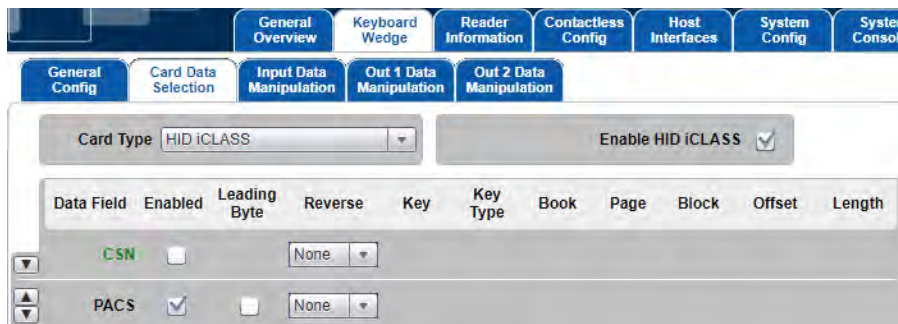 General Overview Keyboard Wedge Reader Information Contactless Config Host Interfaces System Config
General Config Card Data Selection Input Data Manipulation Out 1 Data Manipulation Out 2 Data Manipulation
Card Type HID iCLASS Enable HID iCLASS
Data Field Enabled Leading Byte Reverse Key Key Type Book Page Block Offset Length
CSN None
PACS None